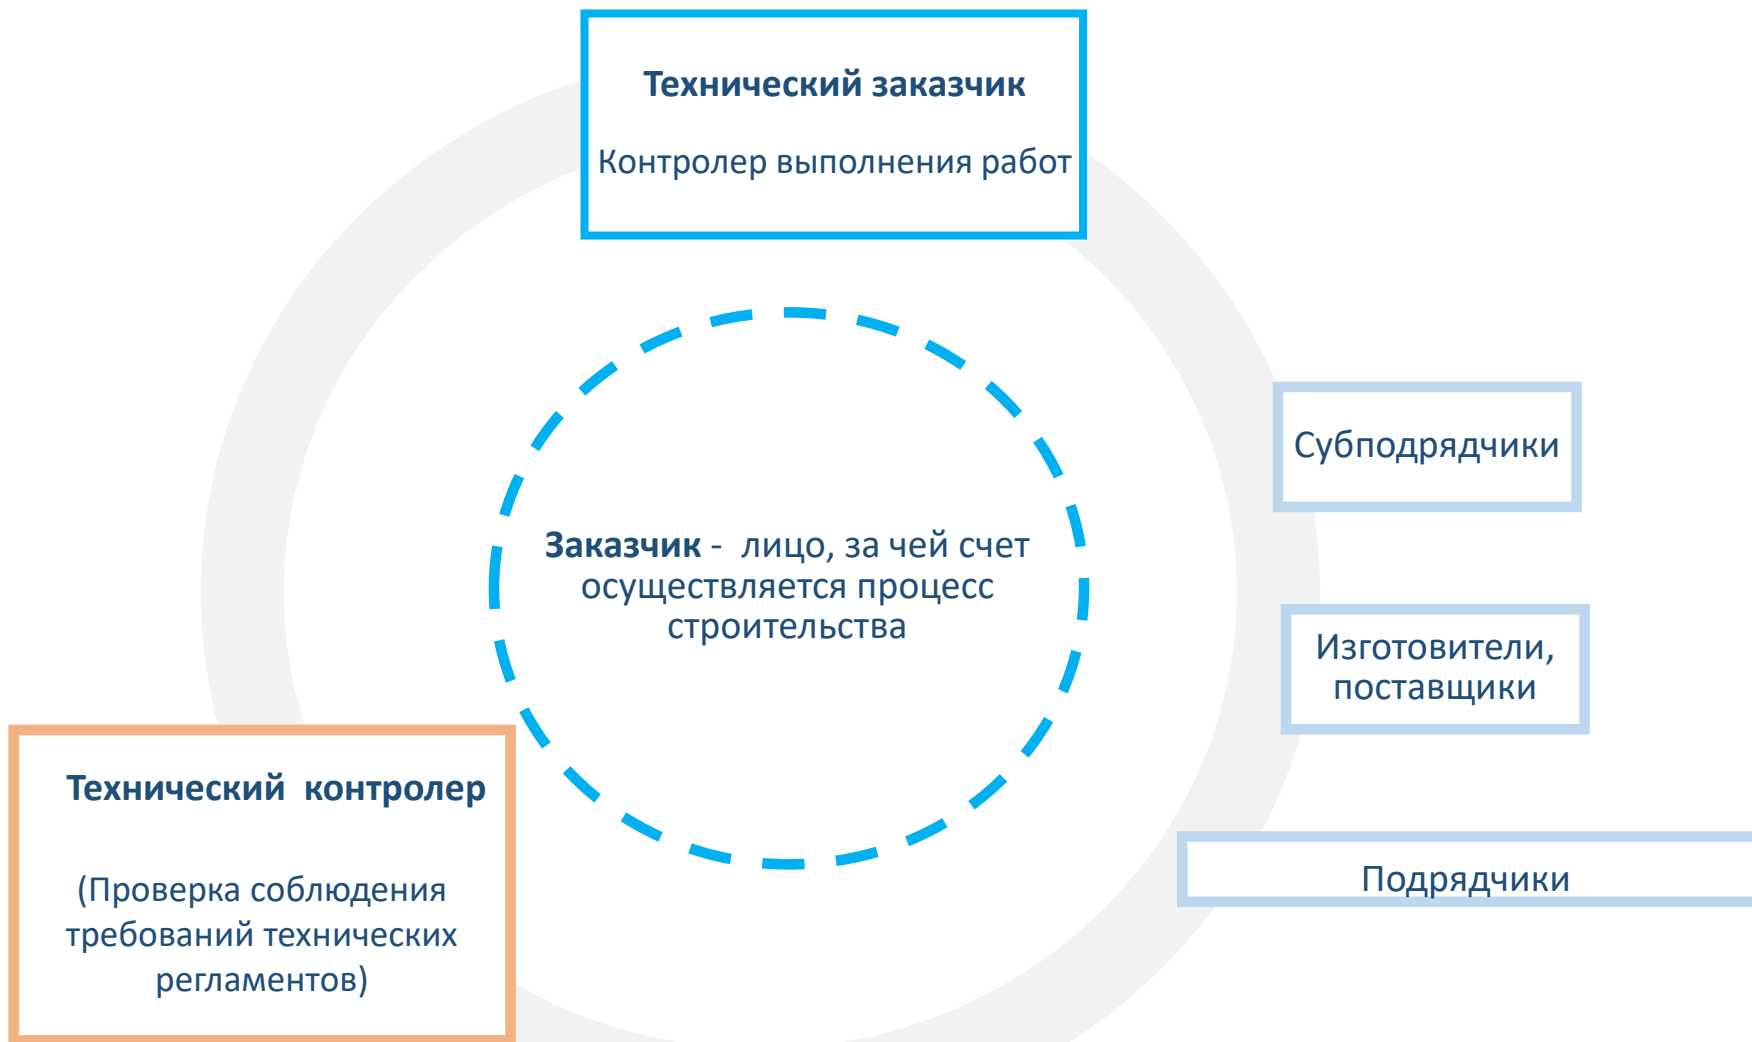 Технический заказчик
Контролер выполнения работ
Субподрядчики
Заказчик - лицо, за чей счет
осуществляется процесс
строительства
Изготовители,
поставщики
Технический контролер
(Проверка соблюдения
требований технических
регламентов)
Подрядчики